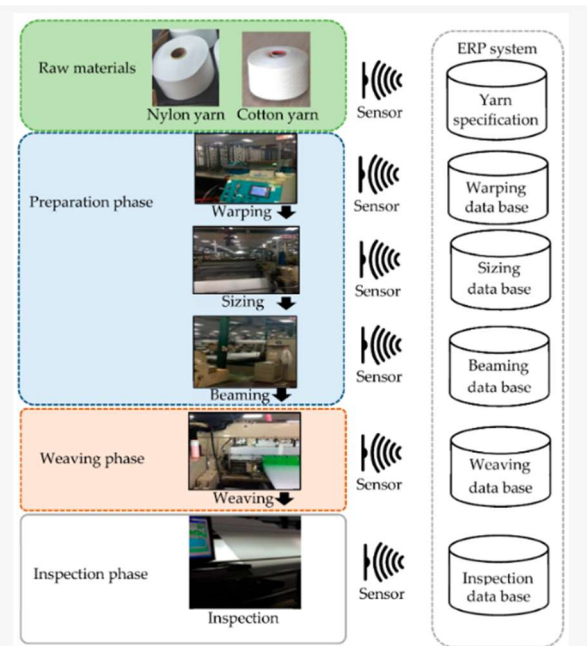 ERP system
Raw materials
Nylon yarn
Cotton yarn
Sensor
Yarn
specification
Preparation phase
Warping
Sensor
Warping
data base
Sizing
Sensor
Sizing
data base
Beaming
Sensor
Beaming
data base
Weaving phase
Weaving
Sensor
Weaving
data base
Inspection phase
Inspection
Sensor
Inspection
data base